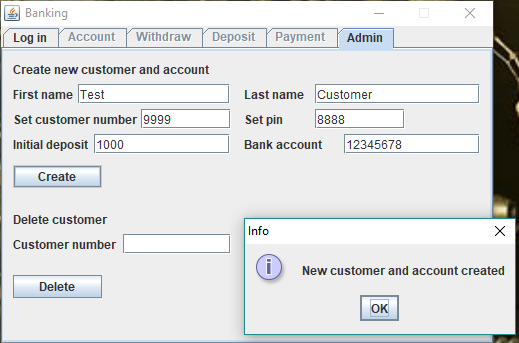 Banking
Log in Account Withdraw Deposit Payment Admin
Create new customer and account
First name Test Last name Customer
Set customer number 9999 Set pin 8888
Initial deposit 1000 Bank account 12345678
Create
Delete customer
Customer number
Delete
Info
New customer and account created
OK